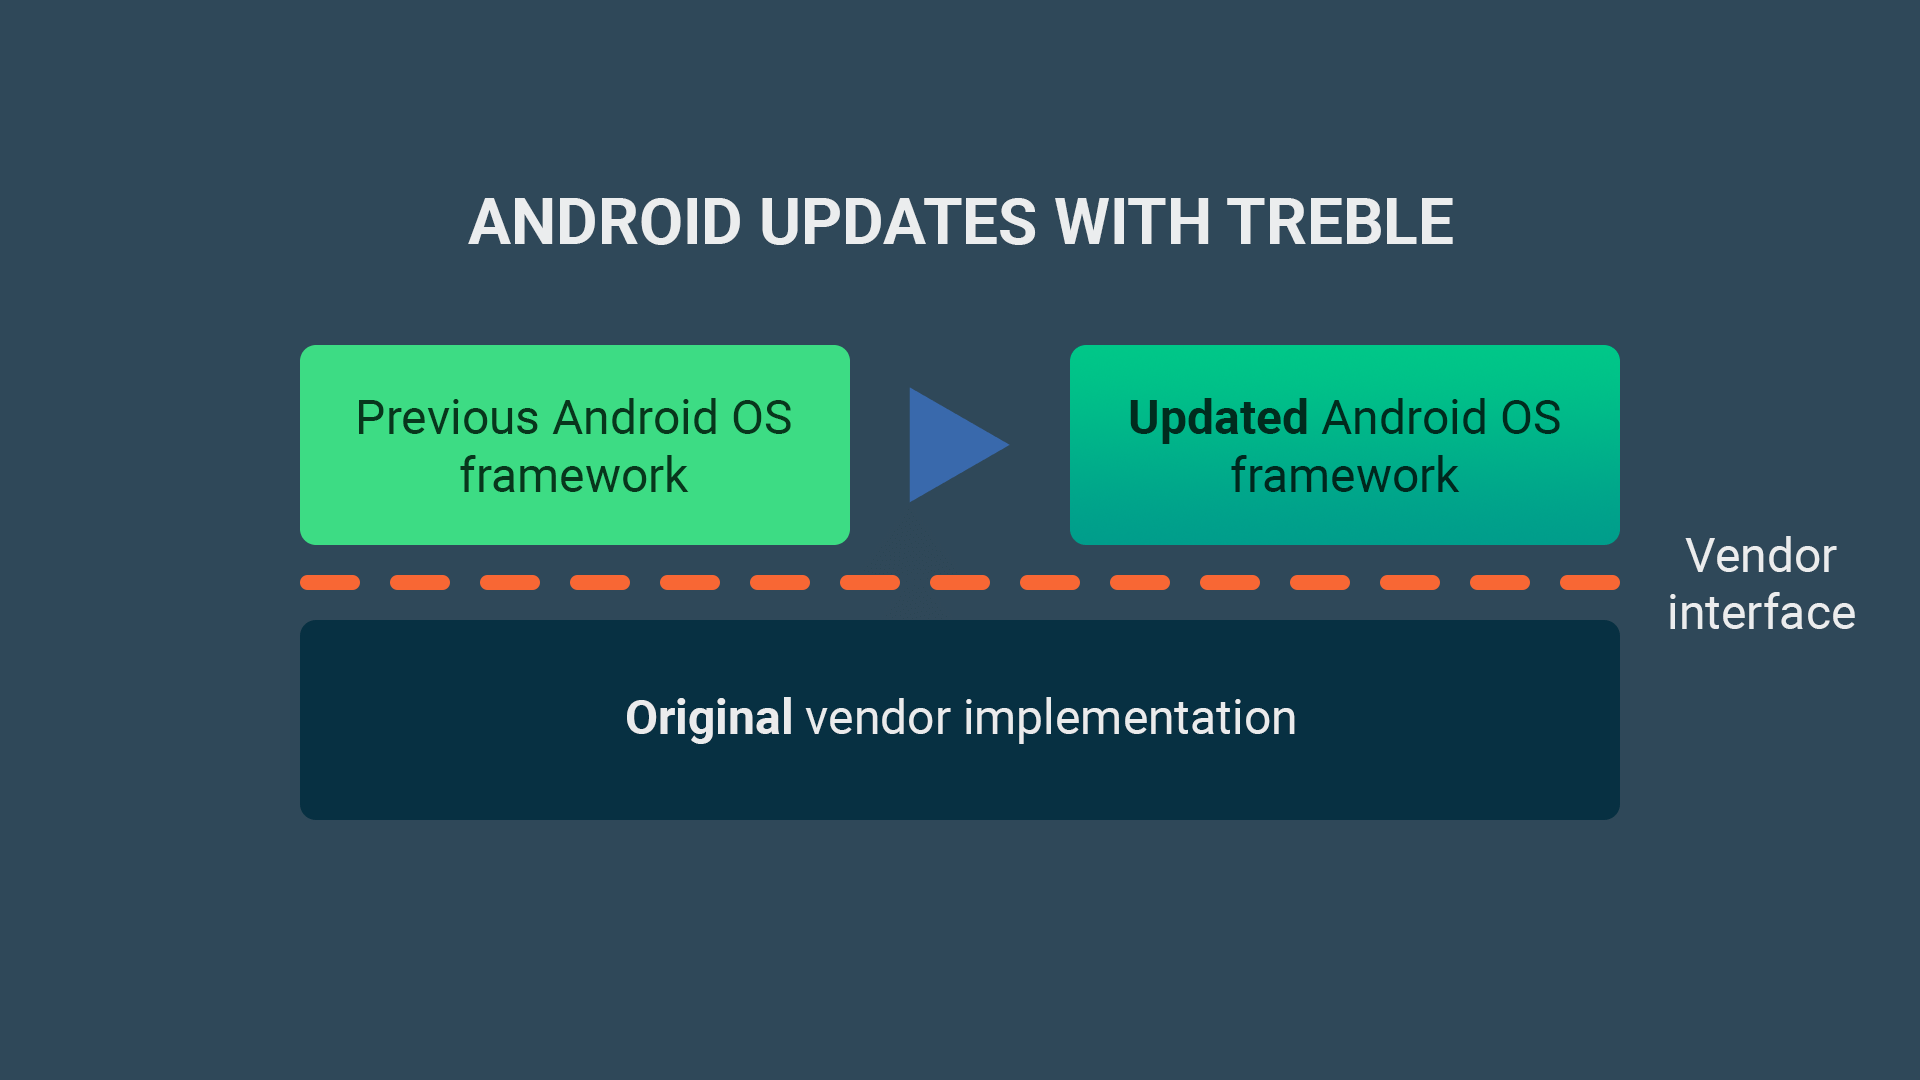 ANDROID UPDATES WITH TREBLE
Previous Android OS
framework
Updated Android OS
framework
Vendor
interface
Original vendor implementation